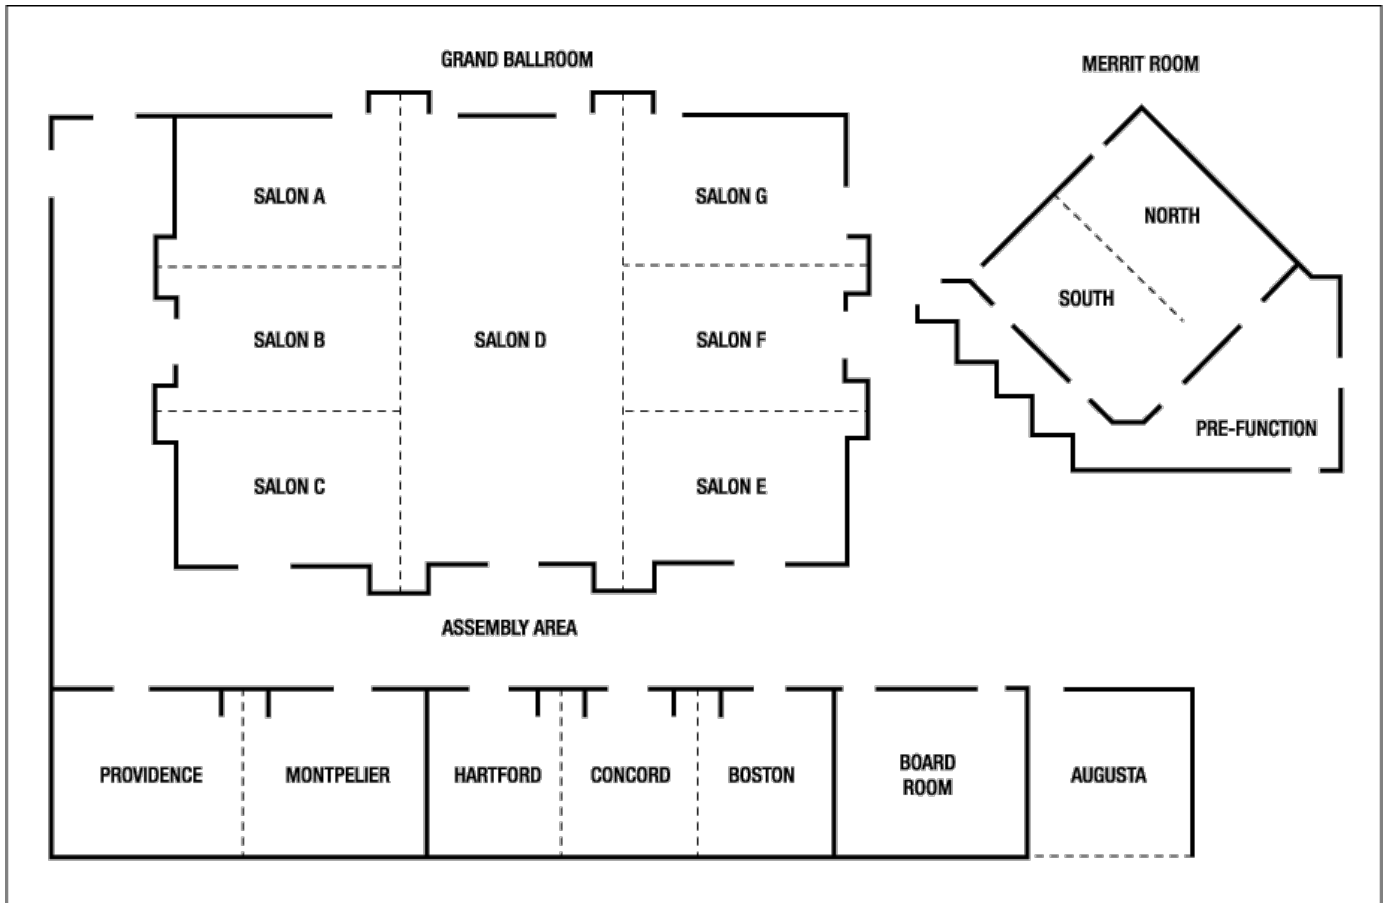 GRAND BALLROOM
MERRIT ROOM
SALON A
SALON G
NORTH
SOUTH
SALON B
SALON D
SALON F
PRE-FUNCTION
SALON C
SALON E
ASSEMBLY AREA
PROVIDENCE
MONTPELIER
HARTFORD
CONCORD
BOSTON
BOARD
ROOM
AUGUSTA